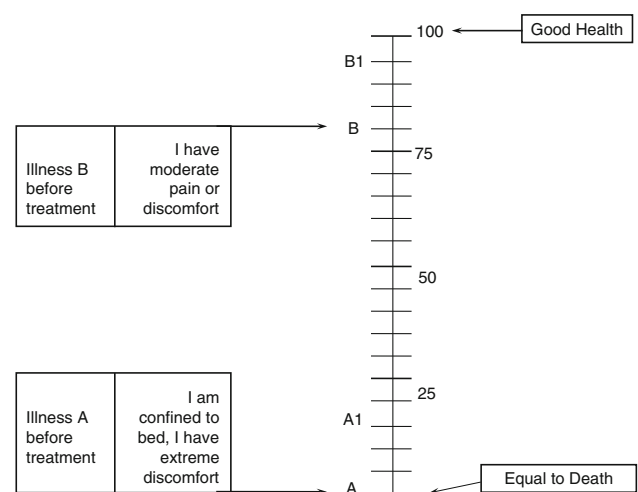 100
Good Health
B1
B
I have
moderate
pain or
discomfort
Illness B
before
treatment
75
50
25
I am
confined to
bed, I have
extreme
discomfort
Illness A
before
treatment
A1
A
Equal to Death